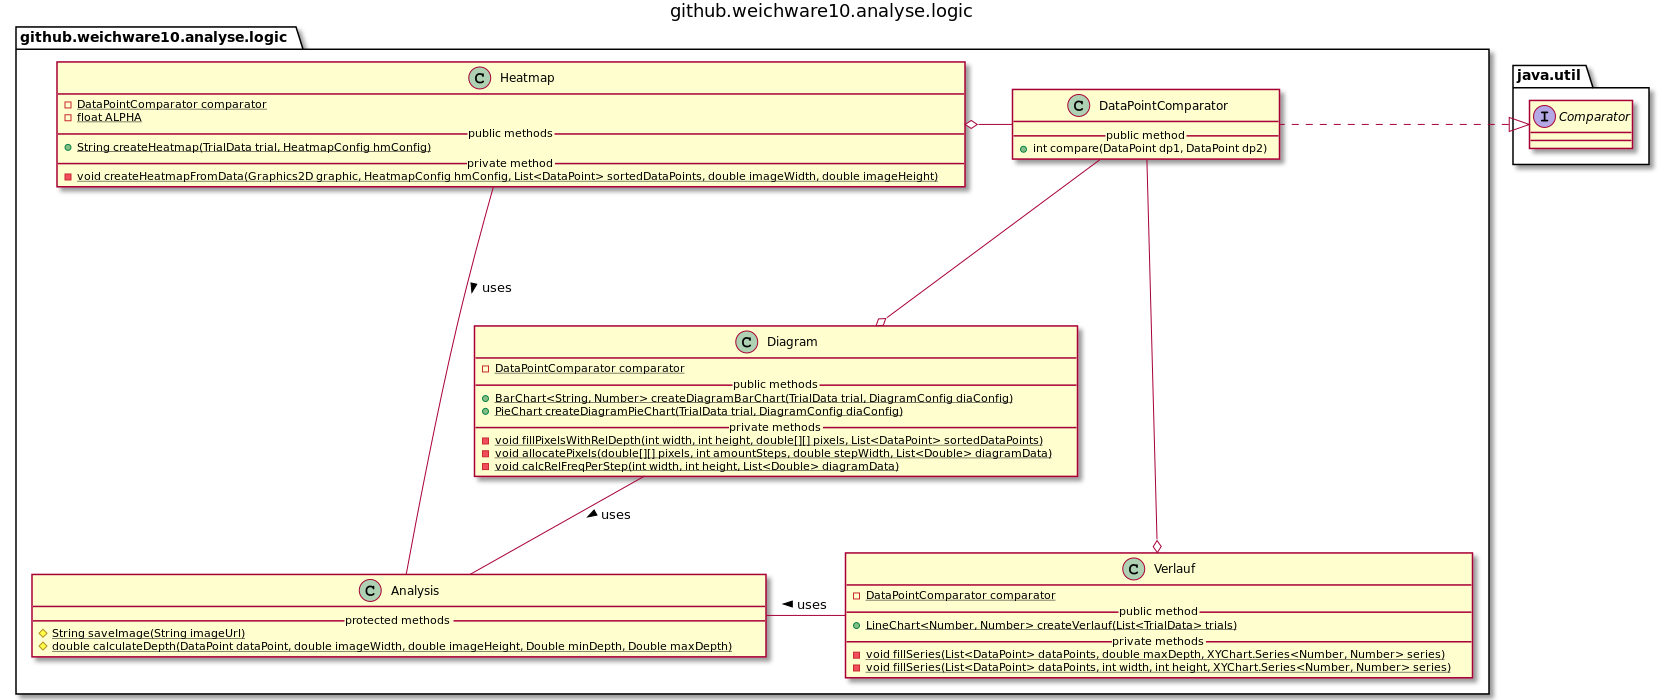 github.weichware10.analyse.logic
github.weichware10.analyse.logic
C Heatmap
DataPointComparator comparator
float ALPHA
public methods
String createHeatmap(TrialData trial, HeatmapConfig hmConfig)
private method
void createHeatmapFromData(Graphics2D graphic, HeatmapConfig hmConfig, List<DataPoint> sortedDataPoints, double imageWidth, double imageHeight)
C DataPointComparator
public method
int compare(DataPoint dp1, DataPoint dp2)
java.util
I Comparator
uses
C Diagram
DataPointComparator comparator
public methods
BarChart<String, Number> createDiagramBarChart(TrialData trial, DiagramConfig diaConfig)
PieChart createDiagramPieChart(TrialData trial, DiagramConfig diaConfig)
private methods
void fillPixelsWithRelDepth(int width, int height, double[][] pixels, List<DataPoint> sortedDataPoints)
void allocatePixels(double[][] pixels, int amountSteps, double stepWidth, List<Double> diagramData)
void calcRelFreqPerStep(int width, int height, List<Double> diagramData)
uses
C Analysis
protected methods
String saveImage(String imageUrl)
double calculateDepth(DataPoint dataPoint, double imageWidth, double imageHeight, Double minDepth, Double maxDepth)
uses
C Verlauf
DataPointComparator comparator
public method
LineChart<Number, Number> createVerlauf(List<TrialData> trials)
private methods
void fillSeries(List<DataPoint> dataPoints, double maxDepth, XYChart.Series<Number, Number> series)
void fillSeries(List<DataPoint> dataPoints, int width, int height, XYChart.Series<Number, Number> series)